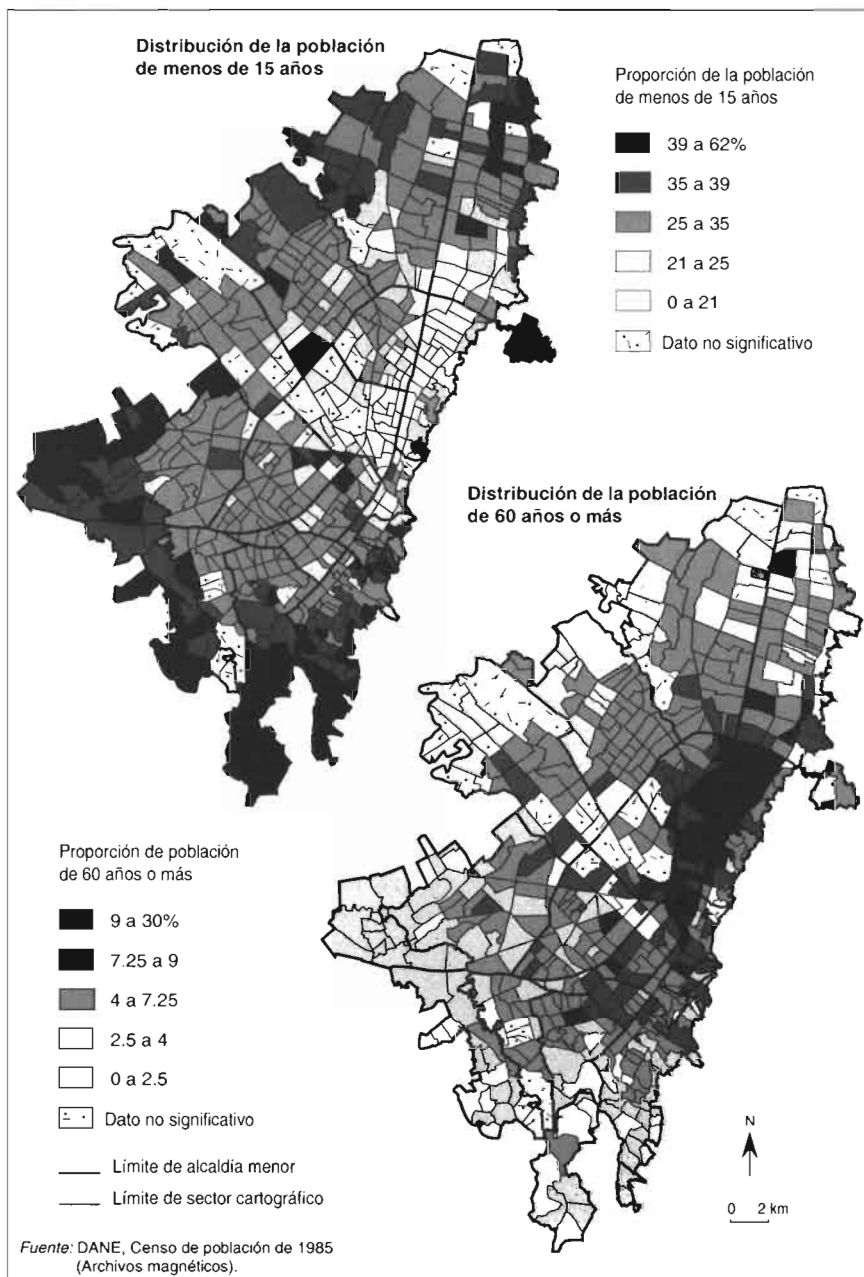 Distribución de la población
de menos de 15 años
Proporción de la población
de menos de 15 años
39 a 62%
35 a 39
25 a 35
21 a 25
0 a 21
Dato no significativo
Distribución de la población
de 60 años o más
Proporción de población
de 60 años o más
9 a 30%
7.25 a 9
4 a 7.25
2.5 a 4
0 a 2.5
Dato no significativo
Límite de alcaldía menor
Límite de sector cartográfico
N
0 2 km
Fuente: DANE, Censo de población de 1985
(Archivos magnéticos).